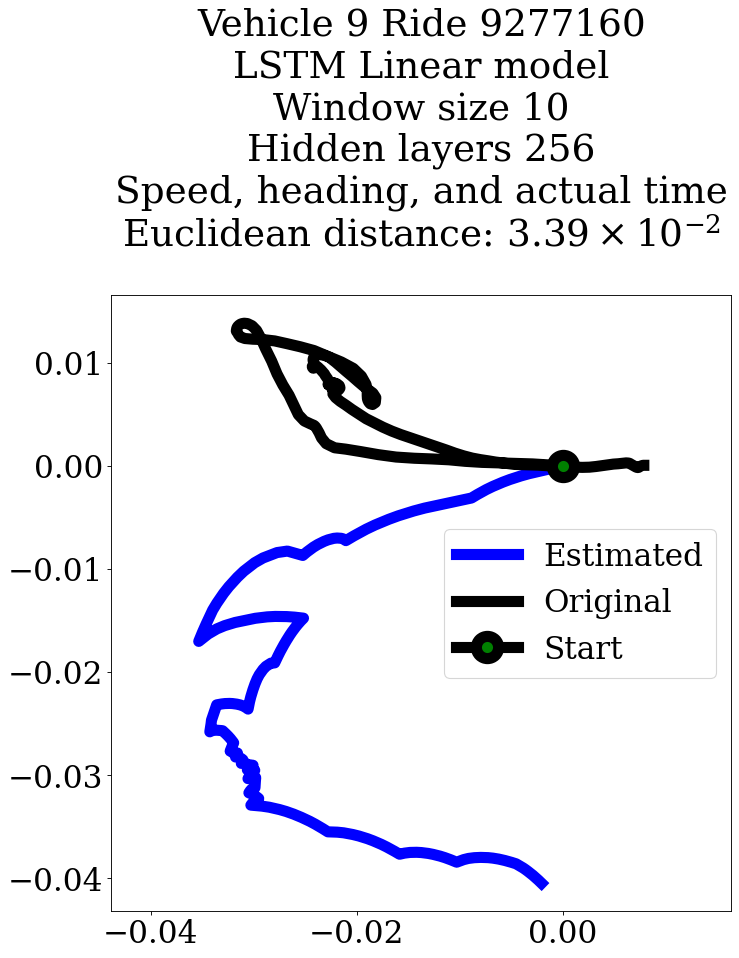 Vehicle 9 Ride 9277160
LSTM Linear model
Window size 10
Hidden layers 256
Speed, heading, and actual time
Euclidean distance: 3.39 × 10⁻²
0.01
0.00
−0.01
−0.02
−0.03
−0.04
Estimated
Original
Start
−0.04
−0.02
0.00